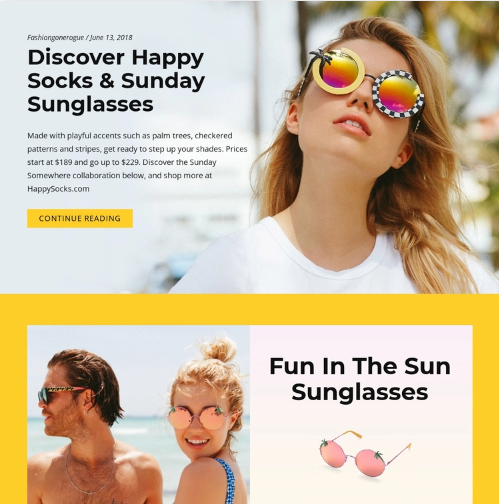 Fashiononerogue / June 13, 2018
Discover Happy
Socks & Sunday
Sunglasses
Made with playful accents such as palm trees, checkered
patterns and stripes, get ready to step up your shades. Prices
start at $189 and go up to $229. Discover the Sunday
Somewhere collaboration below, and shop more at
HappySocks.com
CONTINUE READING
Fun In The Sun
Sunglasses